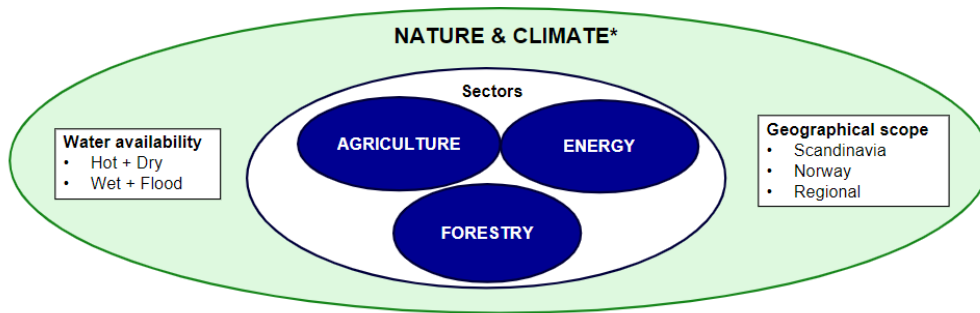 NATURE & CLIMATE*
Sectors
AGRICULTURE
ENERGY
FORESTRY
Water availability
• Hot + Dry
• Wet + Flood
Geographical scope
• Scandinavia
• Norway
• Regional